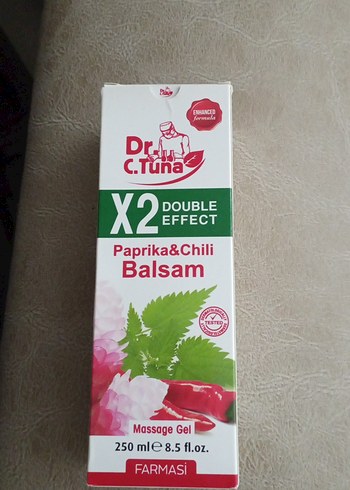 ENHANCED
formula
Dr.
C.Tuna
X2 DOUBLE
EFFECT
Paprika&Chili
Balsam
DERMATOLOGICALLY
TESTED
Massage Gel
250 ml℮ 8.5 fl.oz.
FARMASi